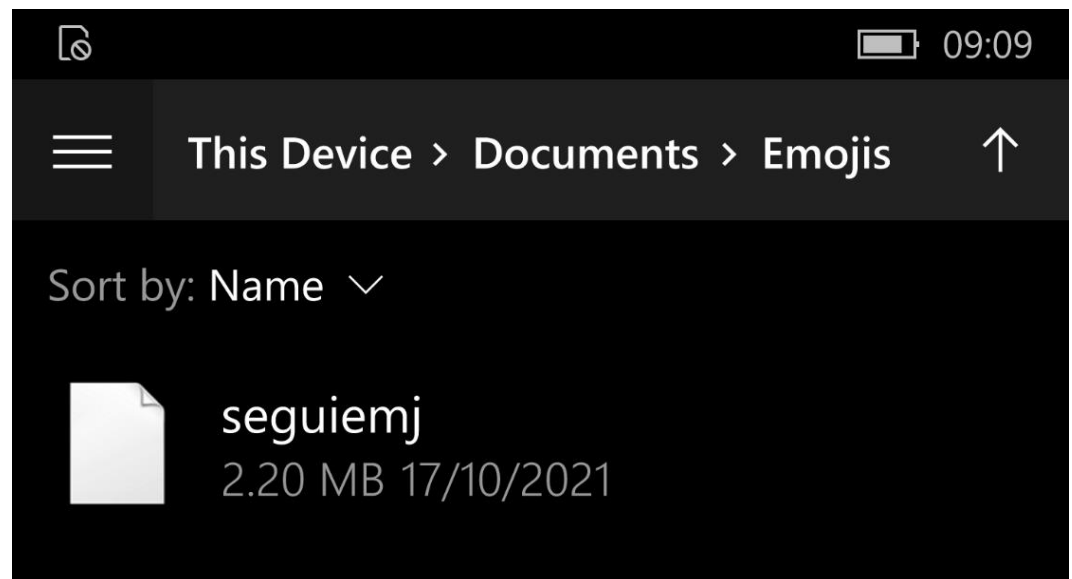 09:09
This Device > Documents > Emojis
Sort by: Name
seguiemj
2.20 MB 17/10/2021